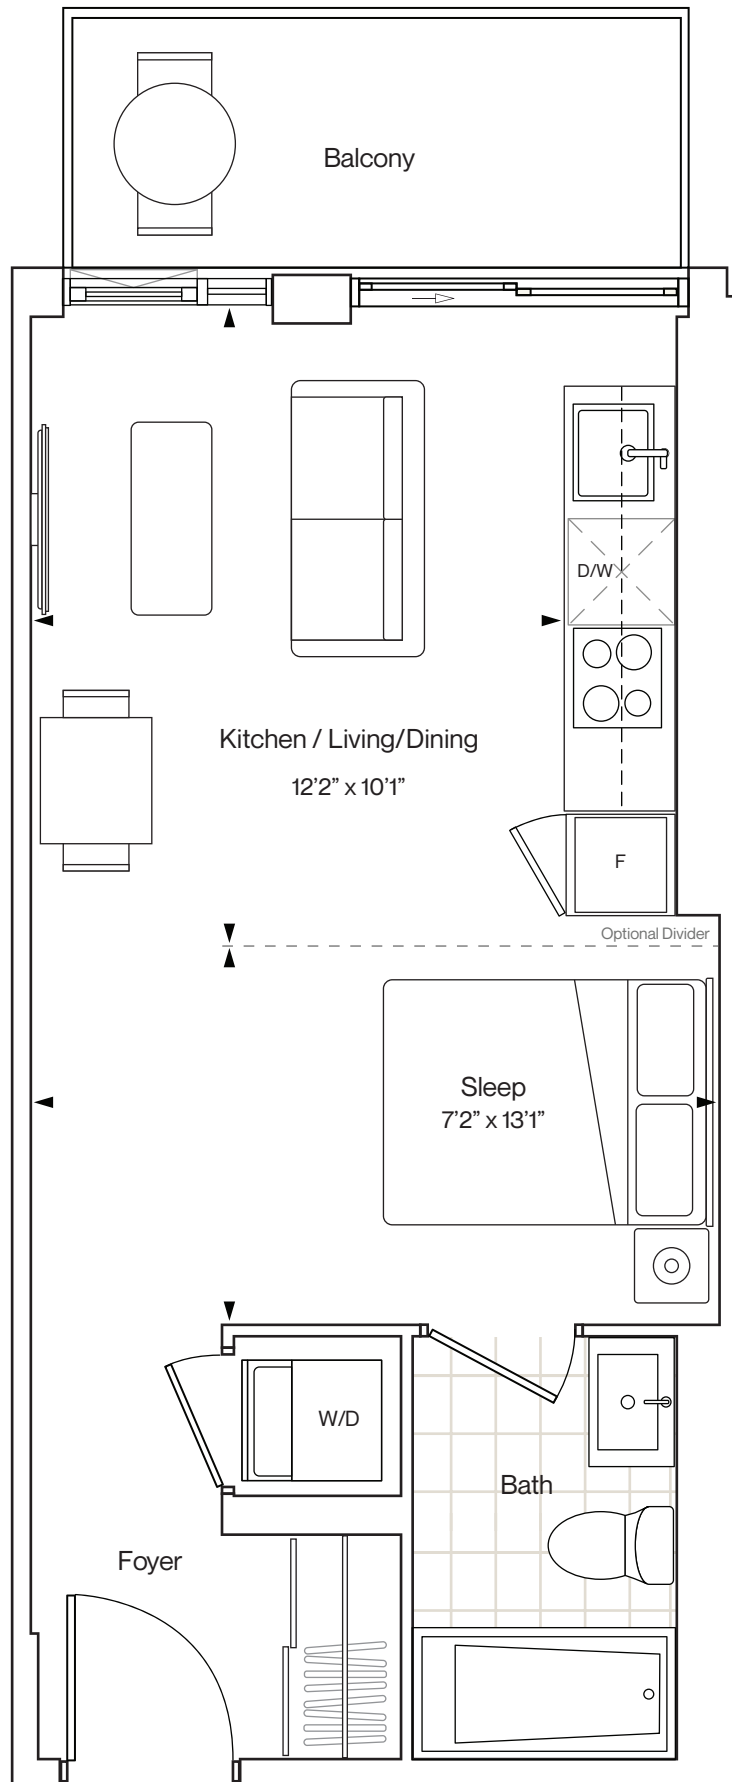 Balcony
D/W
Kitchen / Living/Dining
12’2” x 10’1”
F
Optional Divider
Sleep
7’2” x 13’1”
W/D
Bath
Foyer